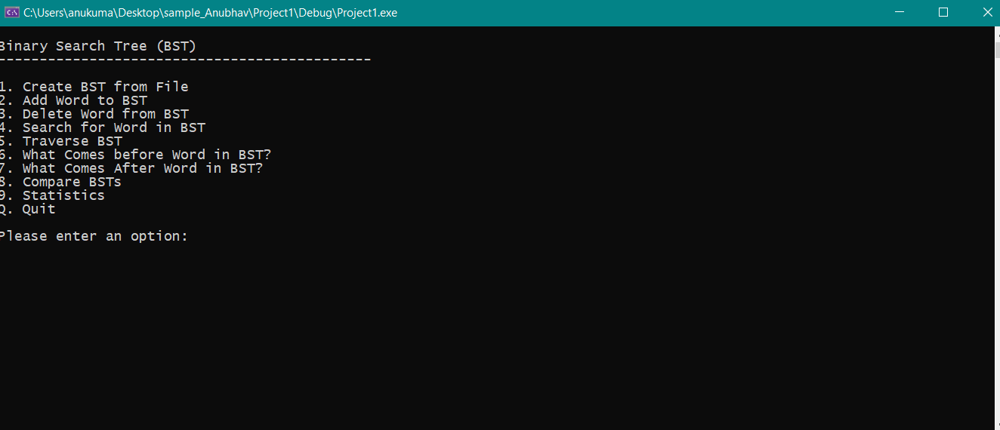 C:\Users\anukuma\Desktop\sample_Anubhav\Project1\Debug\Project1.exe
Binary Search Tree (BST)
---------------------------------------------
1. Create BST from File
2. Add Word to BST
3. Delete Word from BST
4. Search for Word in BST
5. Traverse BST
6. What Comes before Word in BST?
7. What Comes After Word in BST?
8. Compare BSTs
9. Statistics
Q. Quit
Please enter an option: